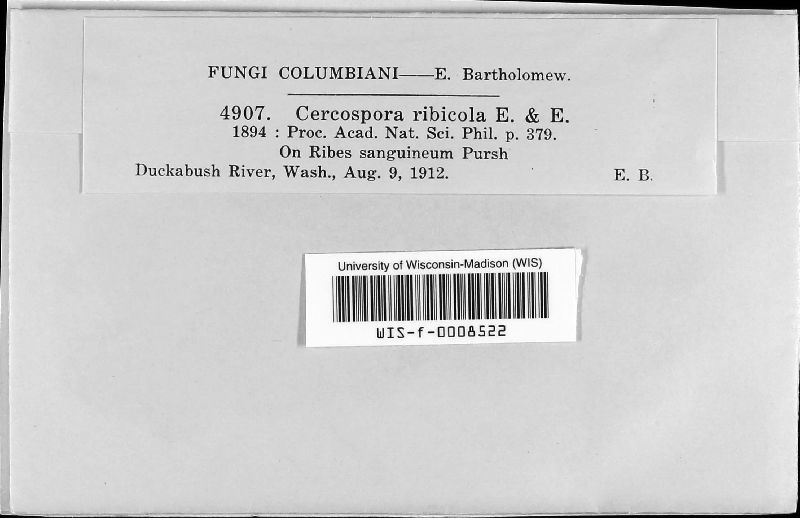 FUNGI COLUMBIANI——E. Bartholomew.
4907. Cercospora ribicola E. & E.
1894 : Proc. Acad. Nat. Sci. Phil. p. 379.
On Ribes sanguineum Pursh
Duckabush River, Wash., Aug. 9, 1912. E. B.
University of Wisconsin-Madison (WIS)
WIS-f-0008522